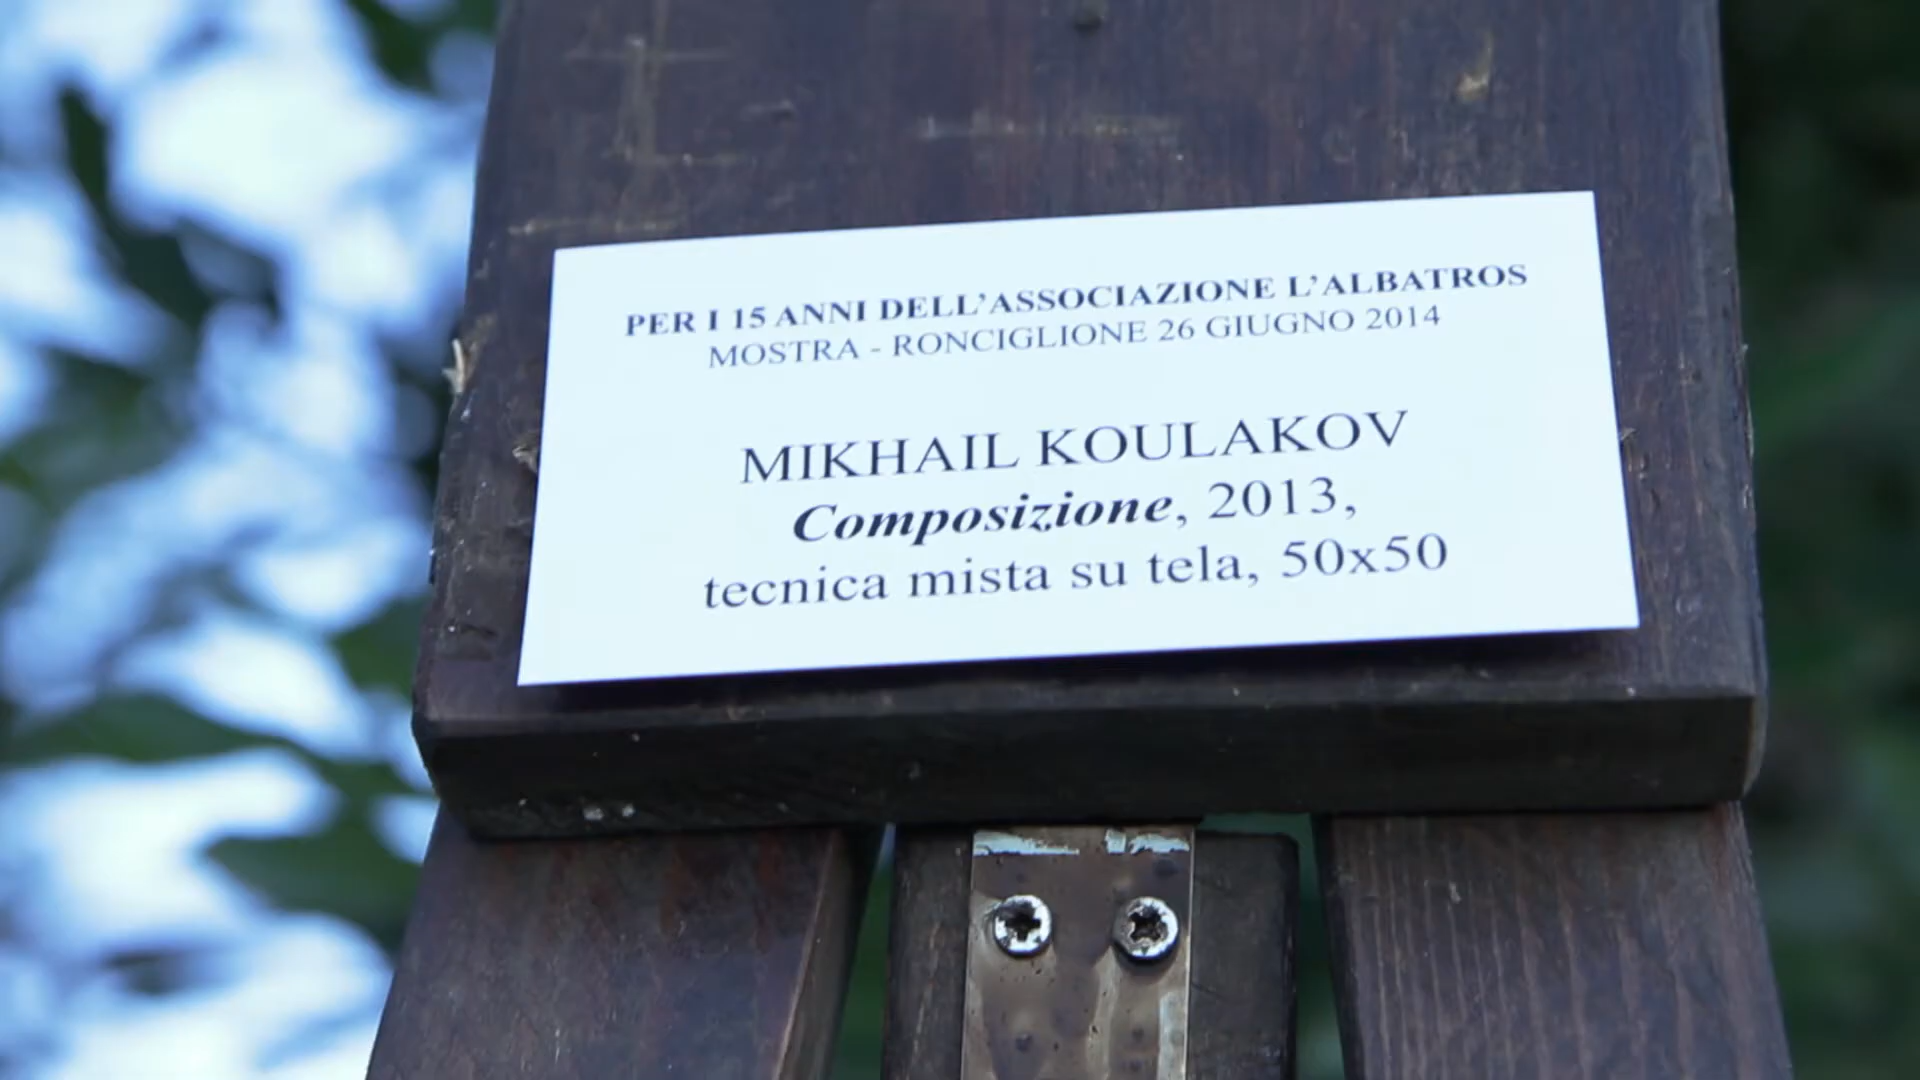 PER I 15 ANNI DELL'ASSOCIAZIONE L'ALBATROS
MOSTRA - RONCIGLIONE 26 GIUGNO 2014
MIKHAIL KOULAKOV
Composizione, 2013,
tecnica mista su tela, 50x50